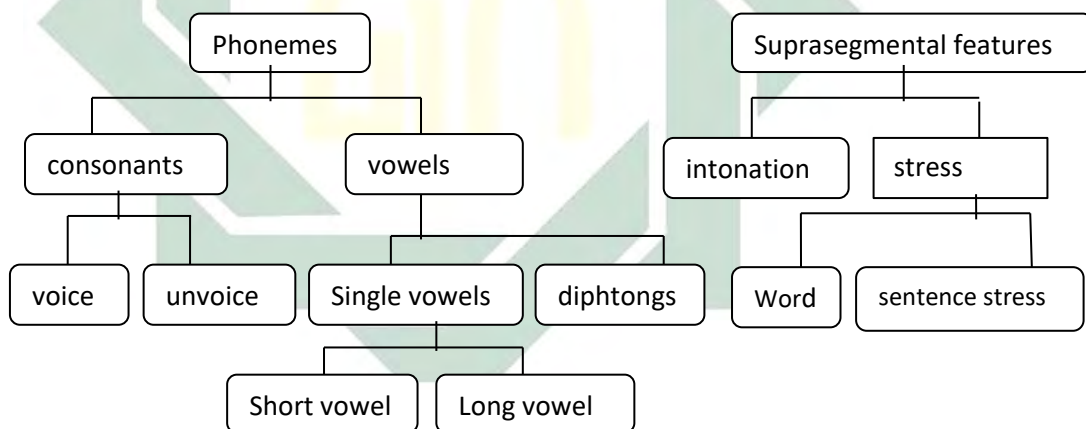 Phonemes
Suprasegmental features
consonants
vowels
intonation
stress
voice
unvoice
Single vowels
diphtongs
Word
sentence stress
Short vowel
Long vowel